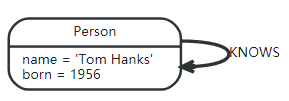 Person
KNOWS
name = 'Tom Hanks'
born = 1956